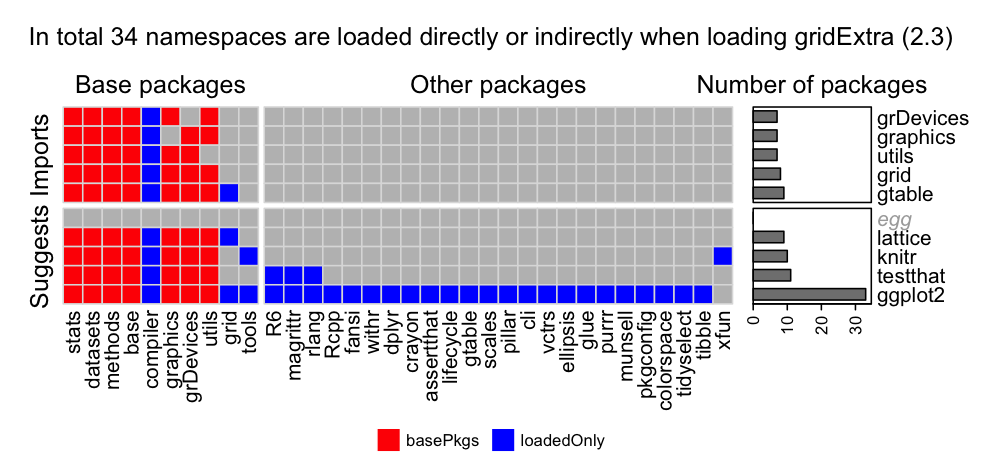 In total 34 namespaces are loaded directly or indirectly when loading gridExtra (2.3)
Base packages
Other packages
Number of packages
Imports
grDevices
graphics
utils
grid
gtable
Suggests
egg
lattice
knitr
testthat
ggplot2
stats
datasets
methods
base
compiler
graphics
grDevices
utils
grid
tools
R6
magrittr
rlang
Rcpp
fansi
withr
dplyr
crayon
assertthat
lifecycle
gtable
scales
pillar
cli
vctrs
ellipsis
glue
purrr
munsell
pkgconfig
colorspace
tidyselect
tibble
xfun
0
10
20
30
basePkgs
loadedOnly